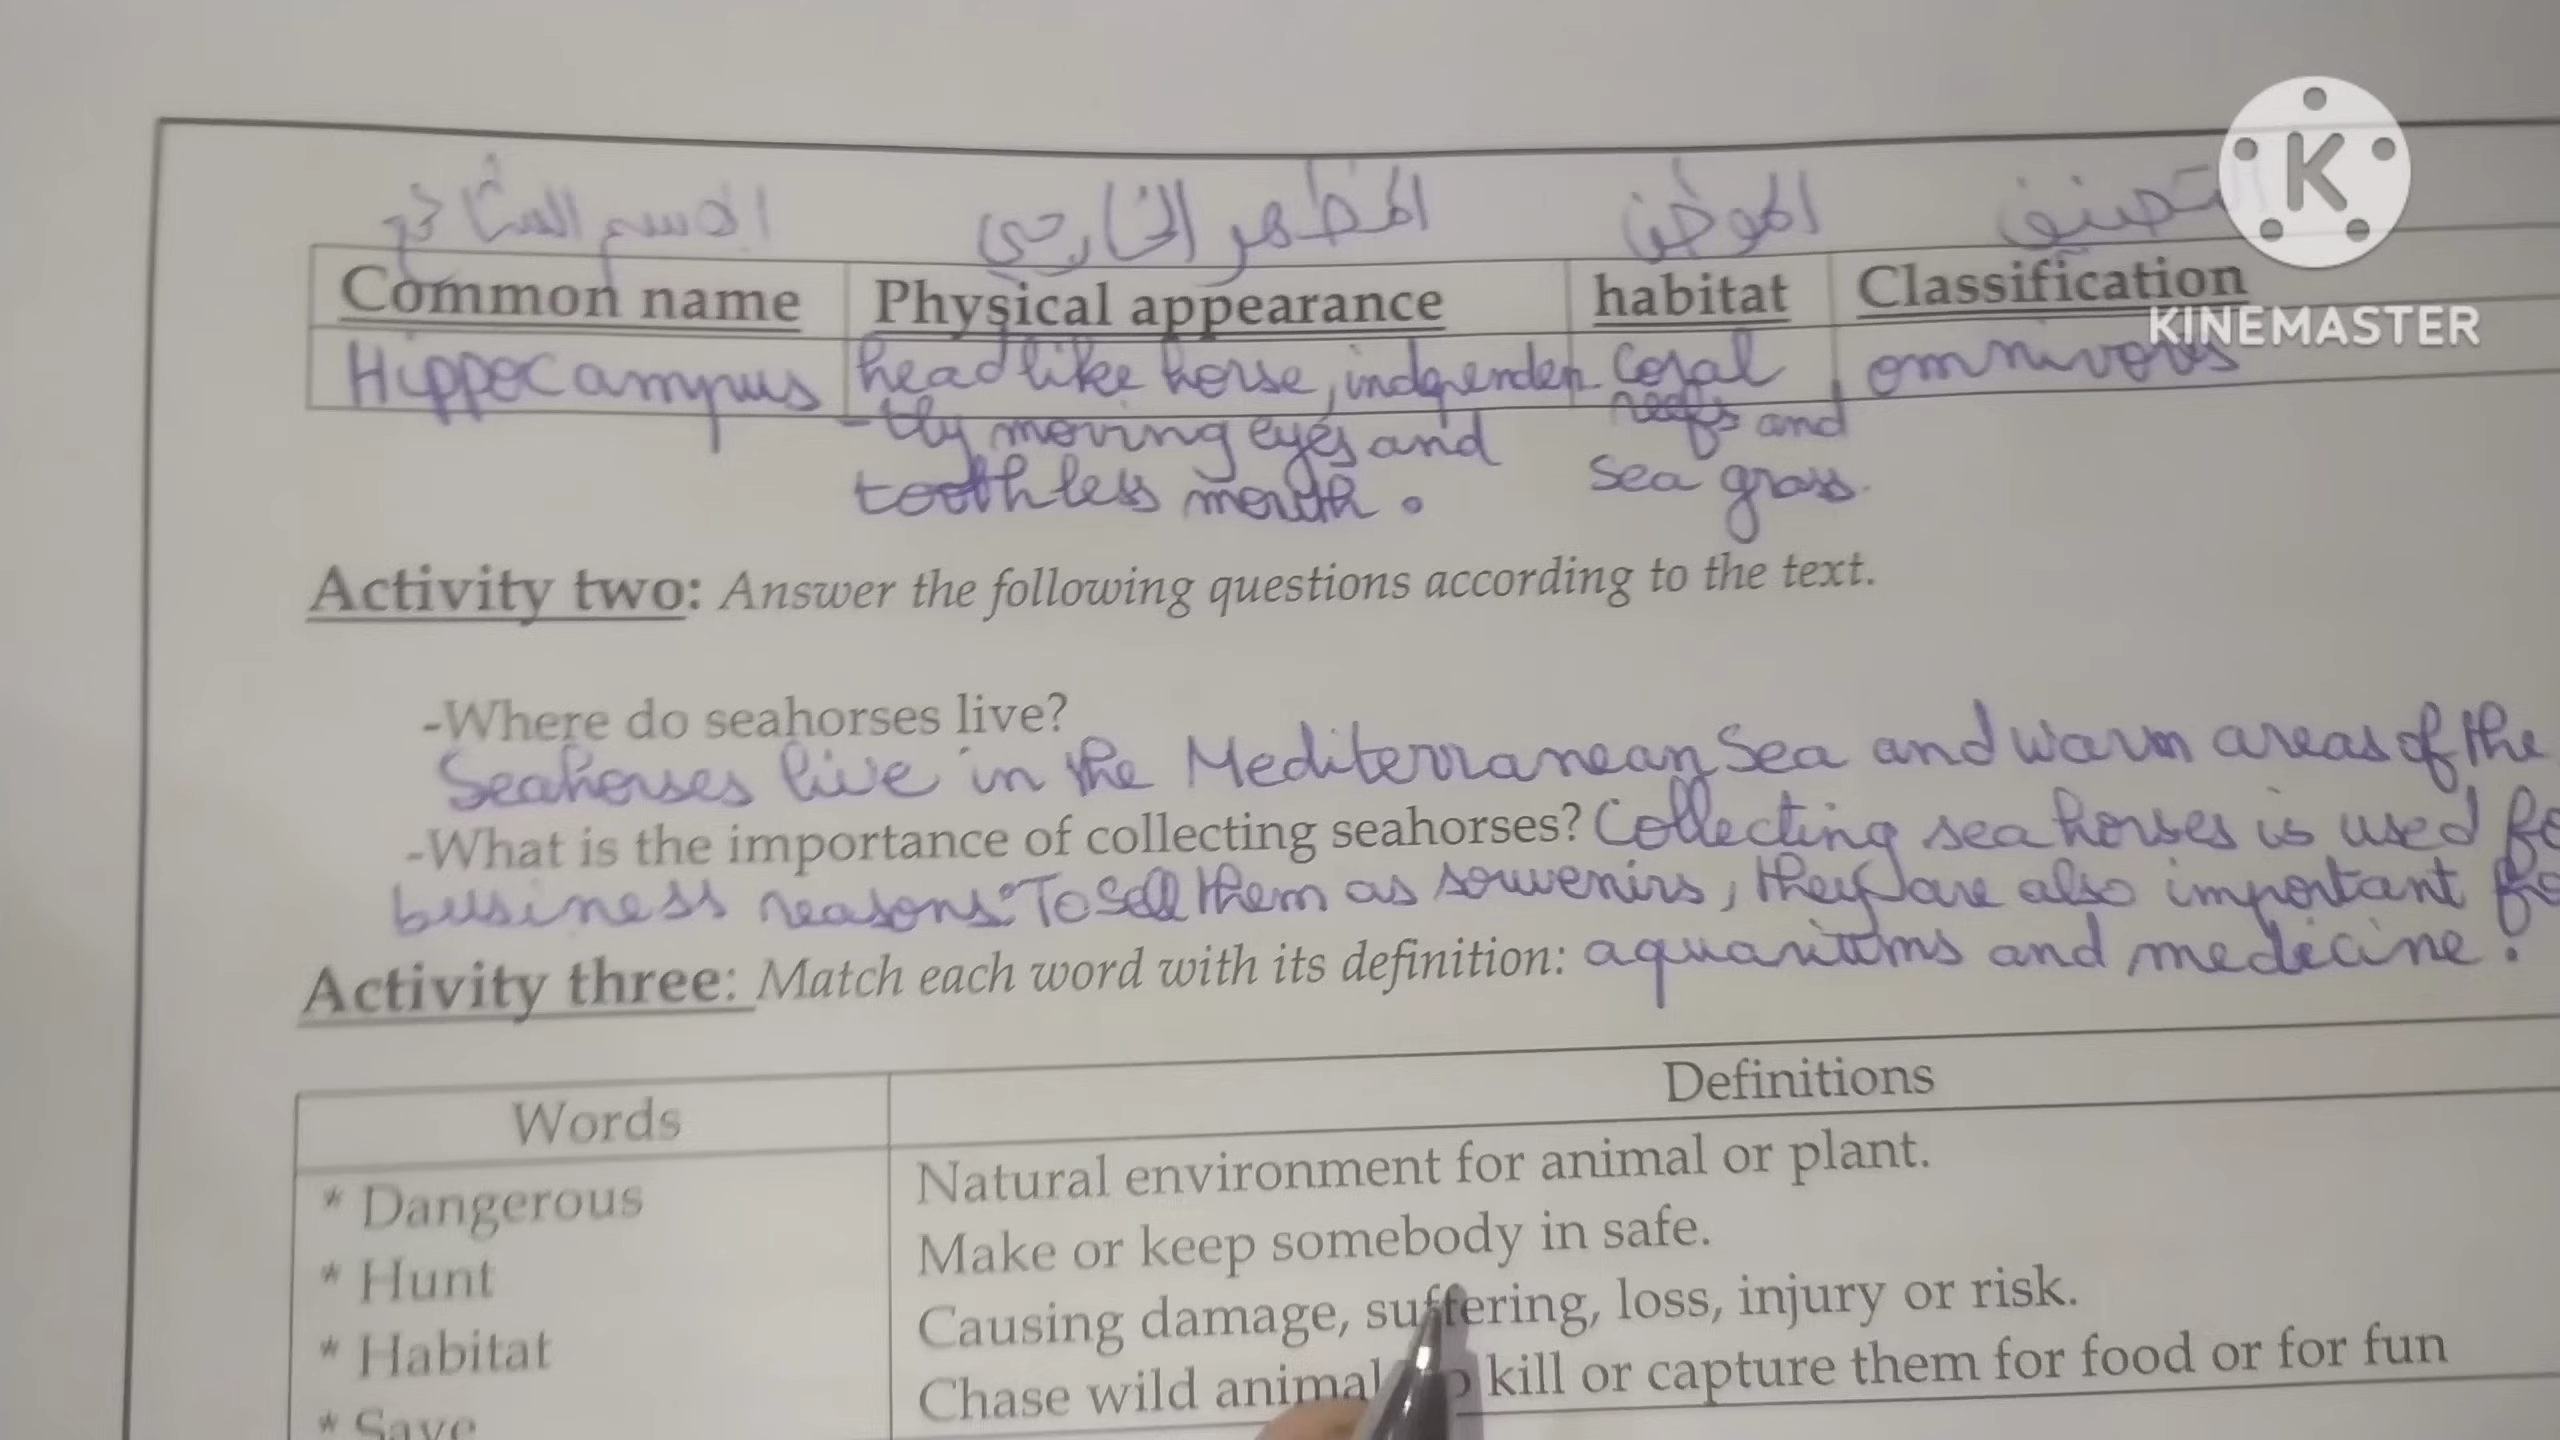 الاسم الشائع المظهر الخارجي الموطن التصنيف
Common name Physical appearance habitat Classification
KINEMASTER
Hippocampus head like horse, independen coral omnivores
-tly moving eyes and reefs and
toothless mouth. sea grass.
Activity two: Answer the following questions according to the text.
-Where do seahorses live?
Seahorses live in the Mediterranean Sea and warm areas of the
-What is the importance of collecting seahorses? Collecting sea horses is used fo
business reasons: To sell them as souvenirs, they are also important fo
Activity three: Match each word with its definition: aquariums and medicine.
Words Definitions
* Dangerous Natural environment for animal or plant.
* Hunt Make or keep somebody in safe.
* Habitat Causing damage, suffering, loss, injury or risk.
* Save Chase wild animal kill or capture them for food or for fun